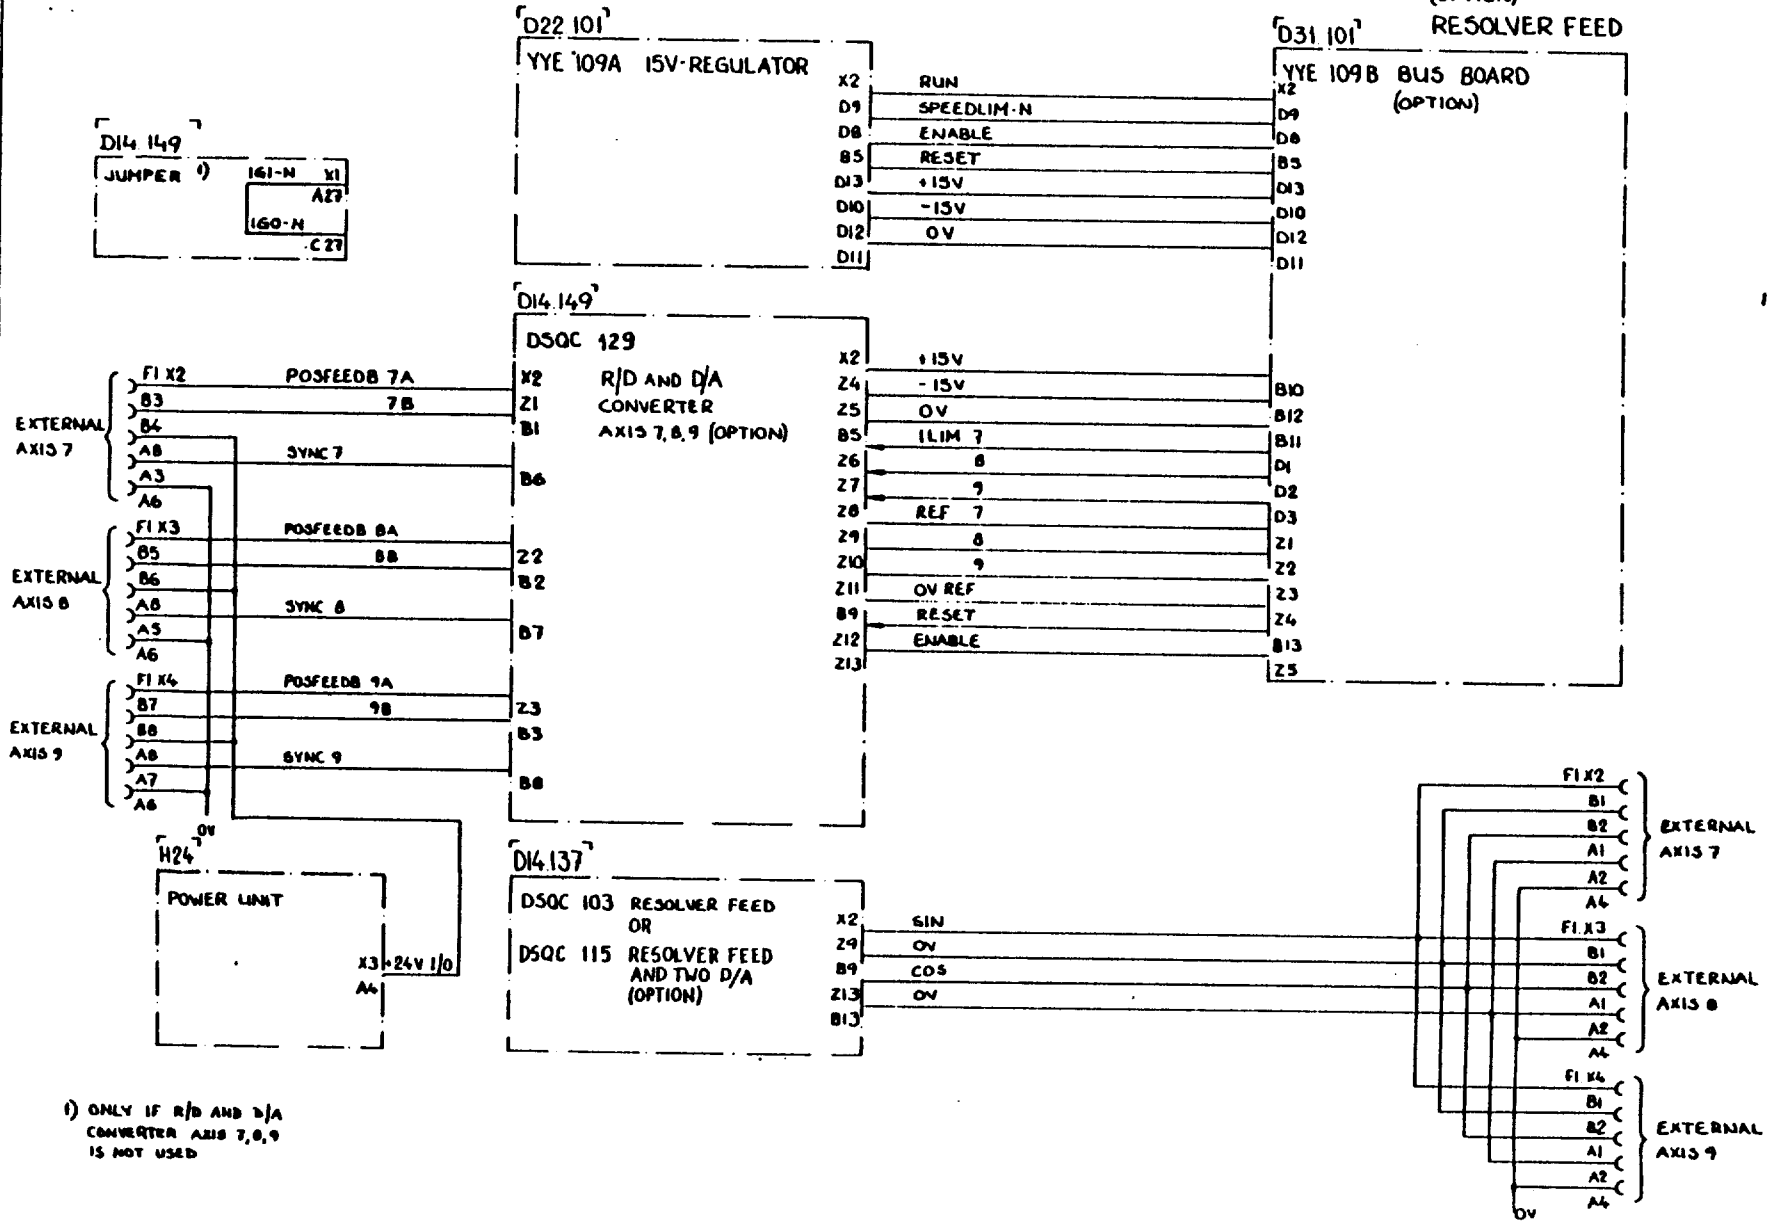 RESOLVER FEED
D22.101
YYE 109A 15V-REGULATOR
X2
D9
D8
B5
D13
D10
D12
D11
RUN
SPEEDLIM-N
ENABLE
RESET
+15V
-15V
0V
D31.101
YYE 109B BUS BOARD
(OPTION)
X2
D9
D8
B5
D13
D10
D12
D11
D14.149
JUMPER 1)
IGI-N X1
A27
IGO-N
C27
D14.149
DSQC 129
R/D AND D/A
CONVERTER
AXIS 7,8,9 (OPTION)
X2
Z1
B1
B6
Z2
B2
B7
Z3
B3
B8
X2
Z4
Z5
B5
Z6
Z7
Z8
Z9
Z10
Z11
B9
Z12
Z13
+15V
-15V
0V
ILIM 7
8
9
REF 7
8
9
0V REF
RESET
ENABLE
B10
B12
B11
D1
D2
D3
Z1
Z2
Z3
Z4
B13
Z5
EXTERNAL
AXIS 7
F1 X2
B3
B4
A8
A3
A6
POSFEEDB 7A
7B
SYNC 7
EXTERNAL
AXIS 8
F1 X3
B5
B6
A8
A5
A6
POSFEEDB 8A
8B
SYNC 8
EXTERNAL
AXIS 9
F1 X4
B7
B8
A8
A7
A6
POSFEEDB 9A
9B
SYNC 9
0V
H24
POWER UNIT
X3 +24V I/O
A4
D14.137
DSQC 103 RESOLVER FEED
OR
DSQC 115 RESOLVER FEED
AND TWO D/A
(OPTION)
X2
Z9
B9
Z13
B13
SIN
0V
COS
0V
F1 X2
B1
B2
A1
A2
A4
EXTERNAL
AXIS 7
F1.X3
B1
B2
A1
A2
A4
EXTERNAL
AXIS 8
F1 X4
B1
B2
A1
A2
A4
EXTERNAL
AXIS 9
0V
1) ONLY IF R/D AND D/A
CONVERTER AXIS 7,8,9
IS NOT USED